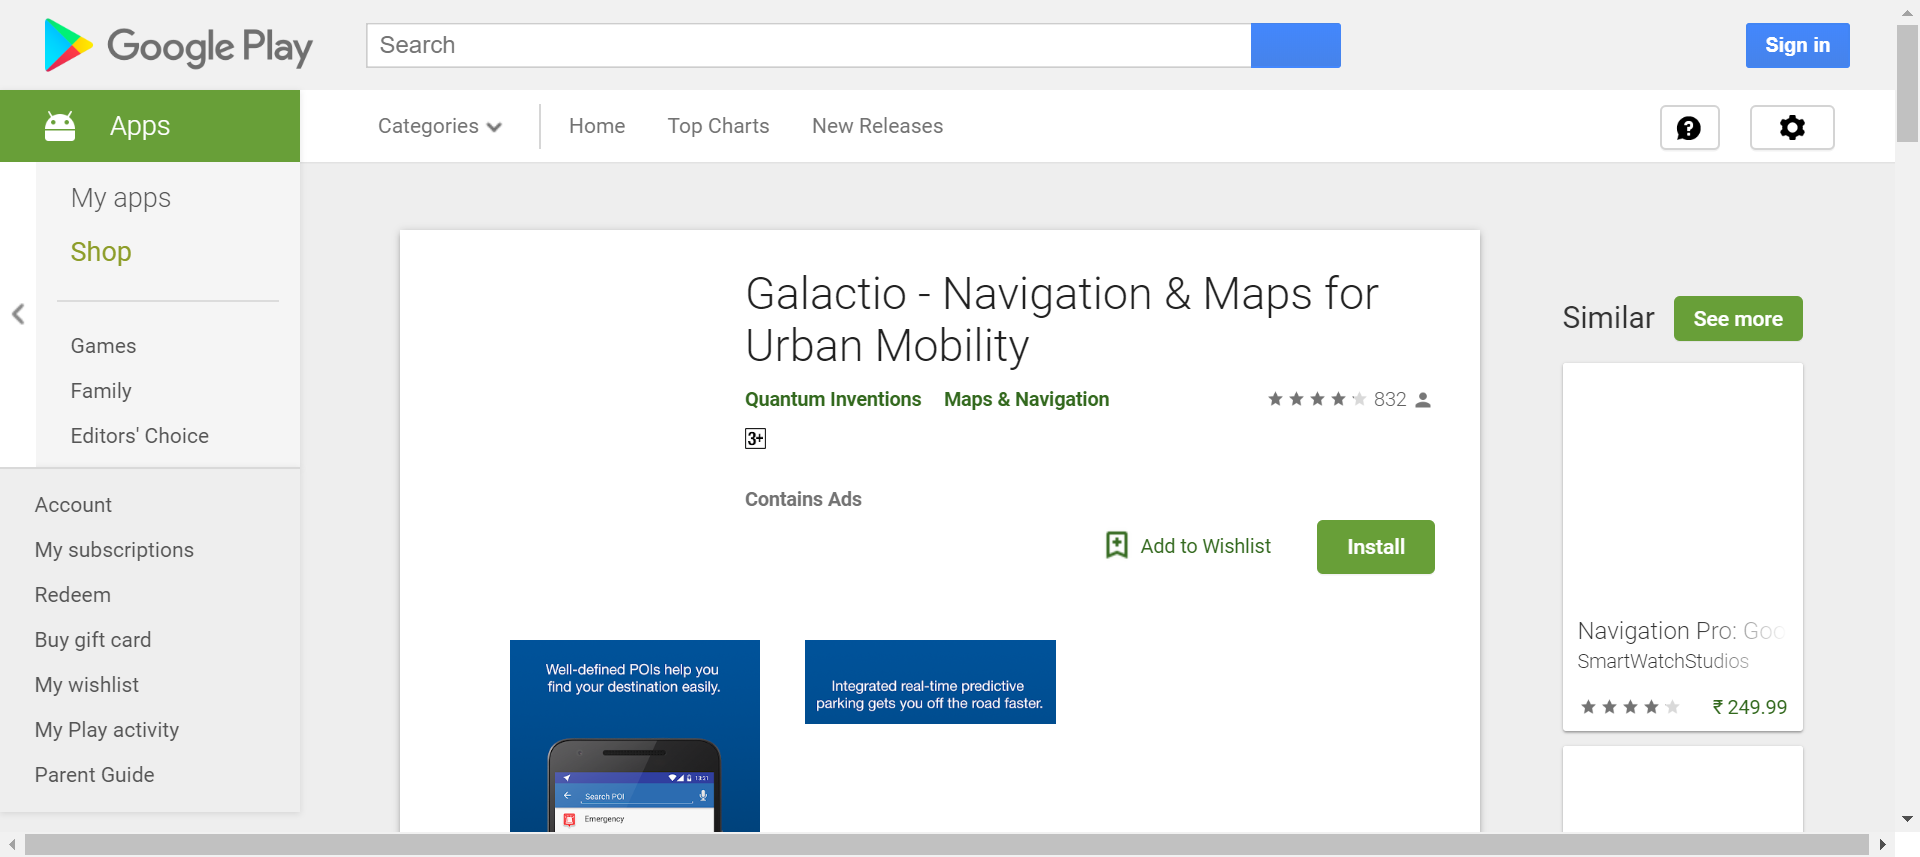 Google Play
Search
Sign in
Apps
Categories
Home
Top Charts
New Releases
My apps
Shop
Games
Family
Editors' Choice
Account
My subscriptions
Redeem
Buy gift card
My wishlist
My Play activity
Parent Guide
Galactio - Navigation & Maps for
Urban Mobility
Quantum Inventions Maps & Navigation
832
3+
Contains Ads
Add to Wishlist
Install
Well-defined POIs help you
find your destination easily.
13:31
Search POI
Emergency
Integrated real-time predictive
parking gets you off the road faster.
Similar
See more
Navigation Pro: Goo
SmartWatchStudios
₹ 249.99